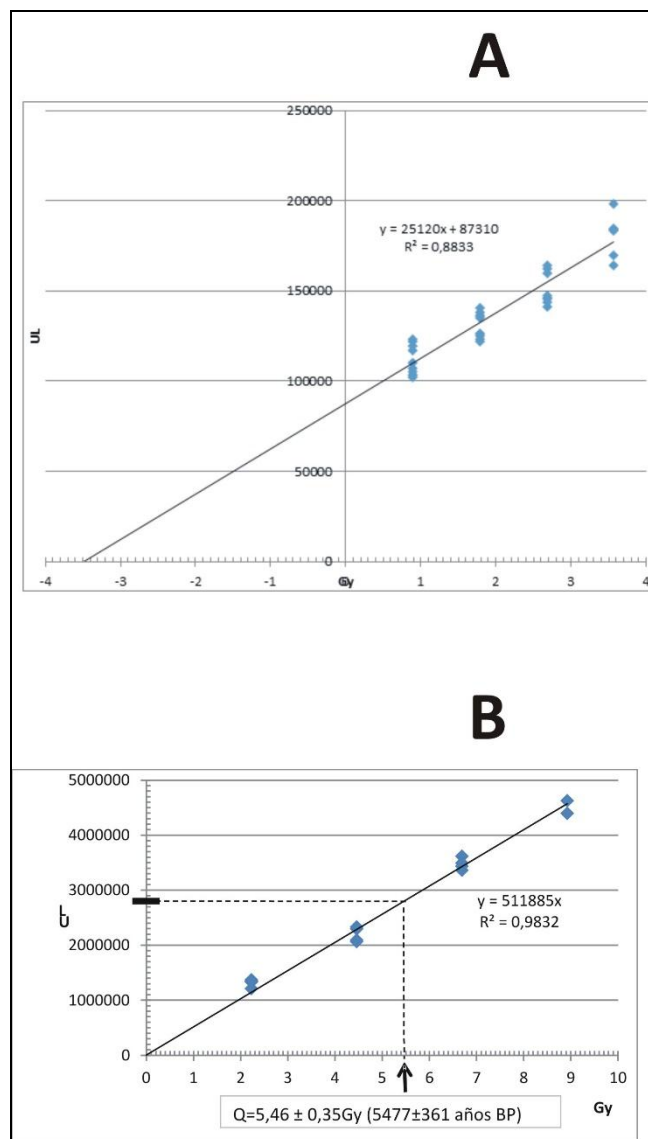 A
250000
200000
y = 25120x + 87310
R² = 0,8833
150000
UL
100000
50000
0
-4 -3 -2 -1 Gy 1 2 3 4
B
5000000
4000000
3000000
y = 511885x
R² = 0,9832
UL
2000000
1000000
0
0 1 2 3 4 5 6 7 8 9 10
Q=5,46 ± 0,35Gy (5477±361 años BP)
Gy